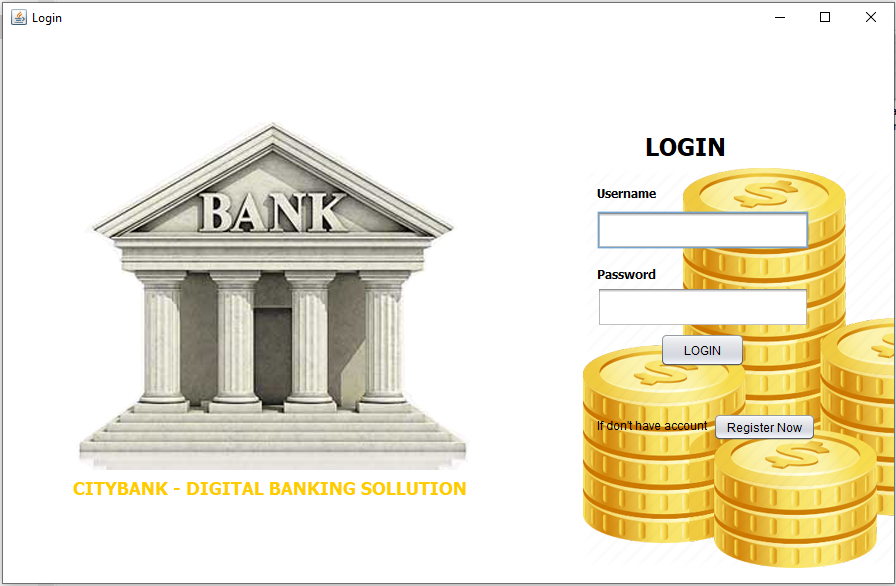 Login
BANK
CITYBANK - DIGITAL BANKING SOLLUTION
LOGIN
Username
Password
LOGIN
If don't have account
Register Now